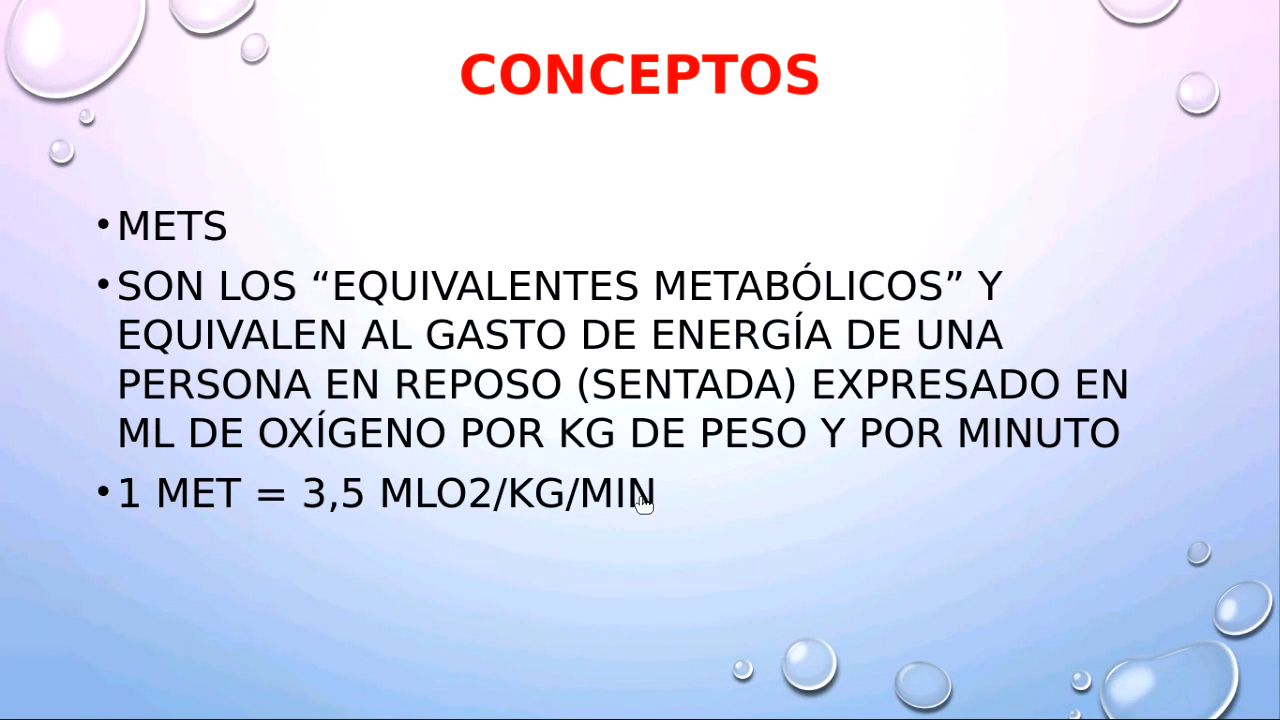 CONCEPTOS
• METS
• SON LOS “EQUIVALENTES METABÓLICOS” Y
EQUIVALEN AL GASTO DE ENERGÍA DE UNA
PERSONA EN REPOSO (SENTADA) EXPRESADO EN
ML DE OXÍGENO POR KG DE PESO Y POR MINUTO
• 1 MET = 3,5 MLO2/KG/MIN